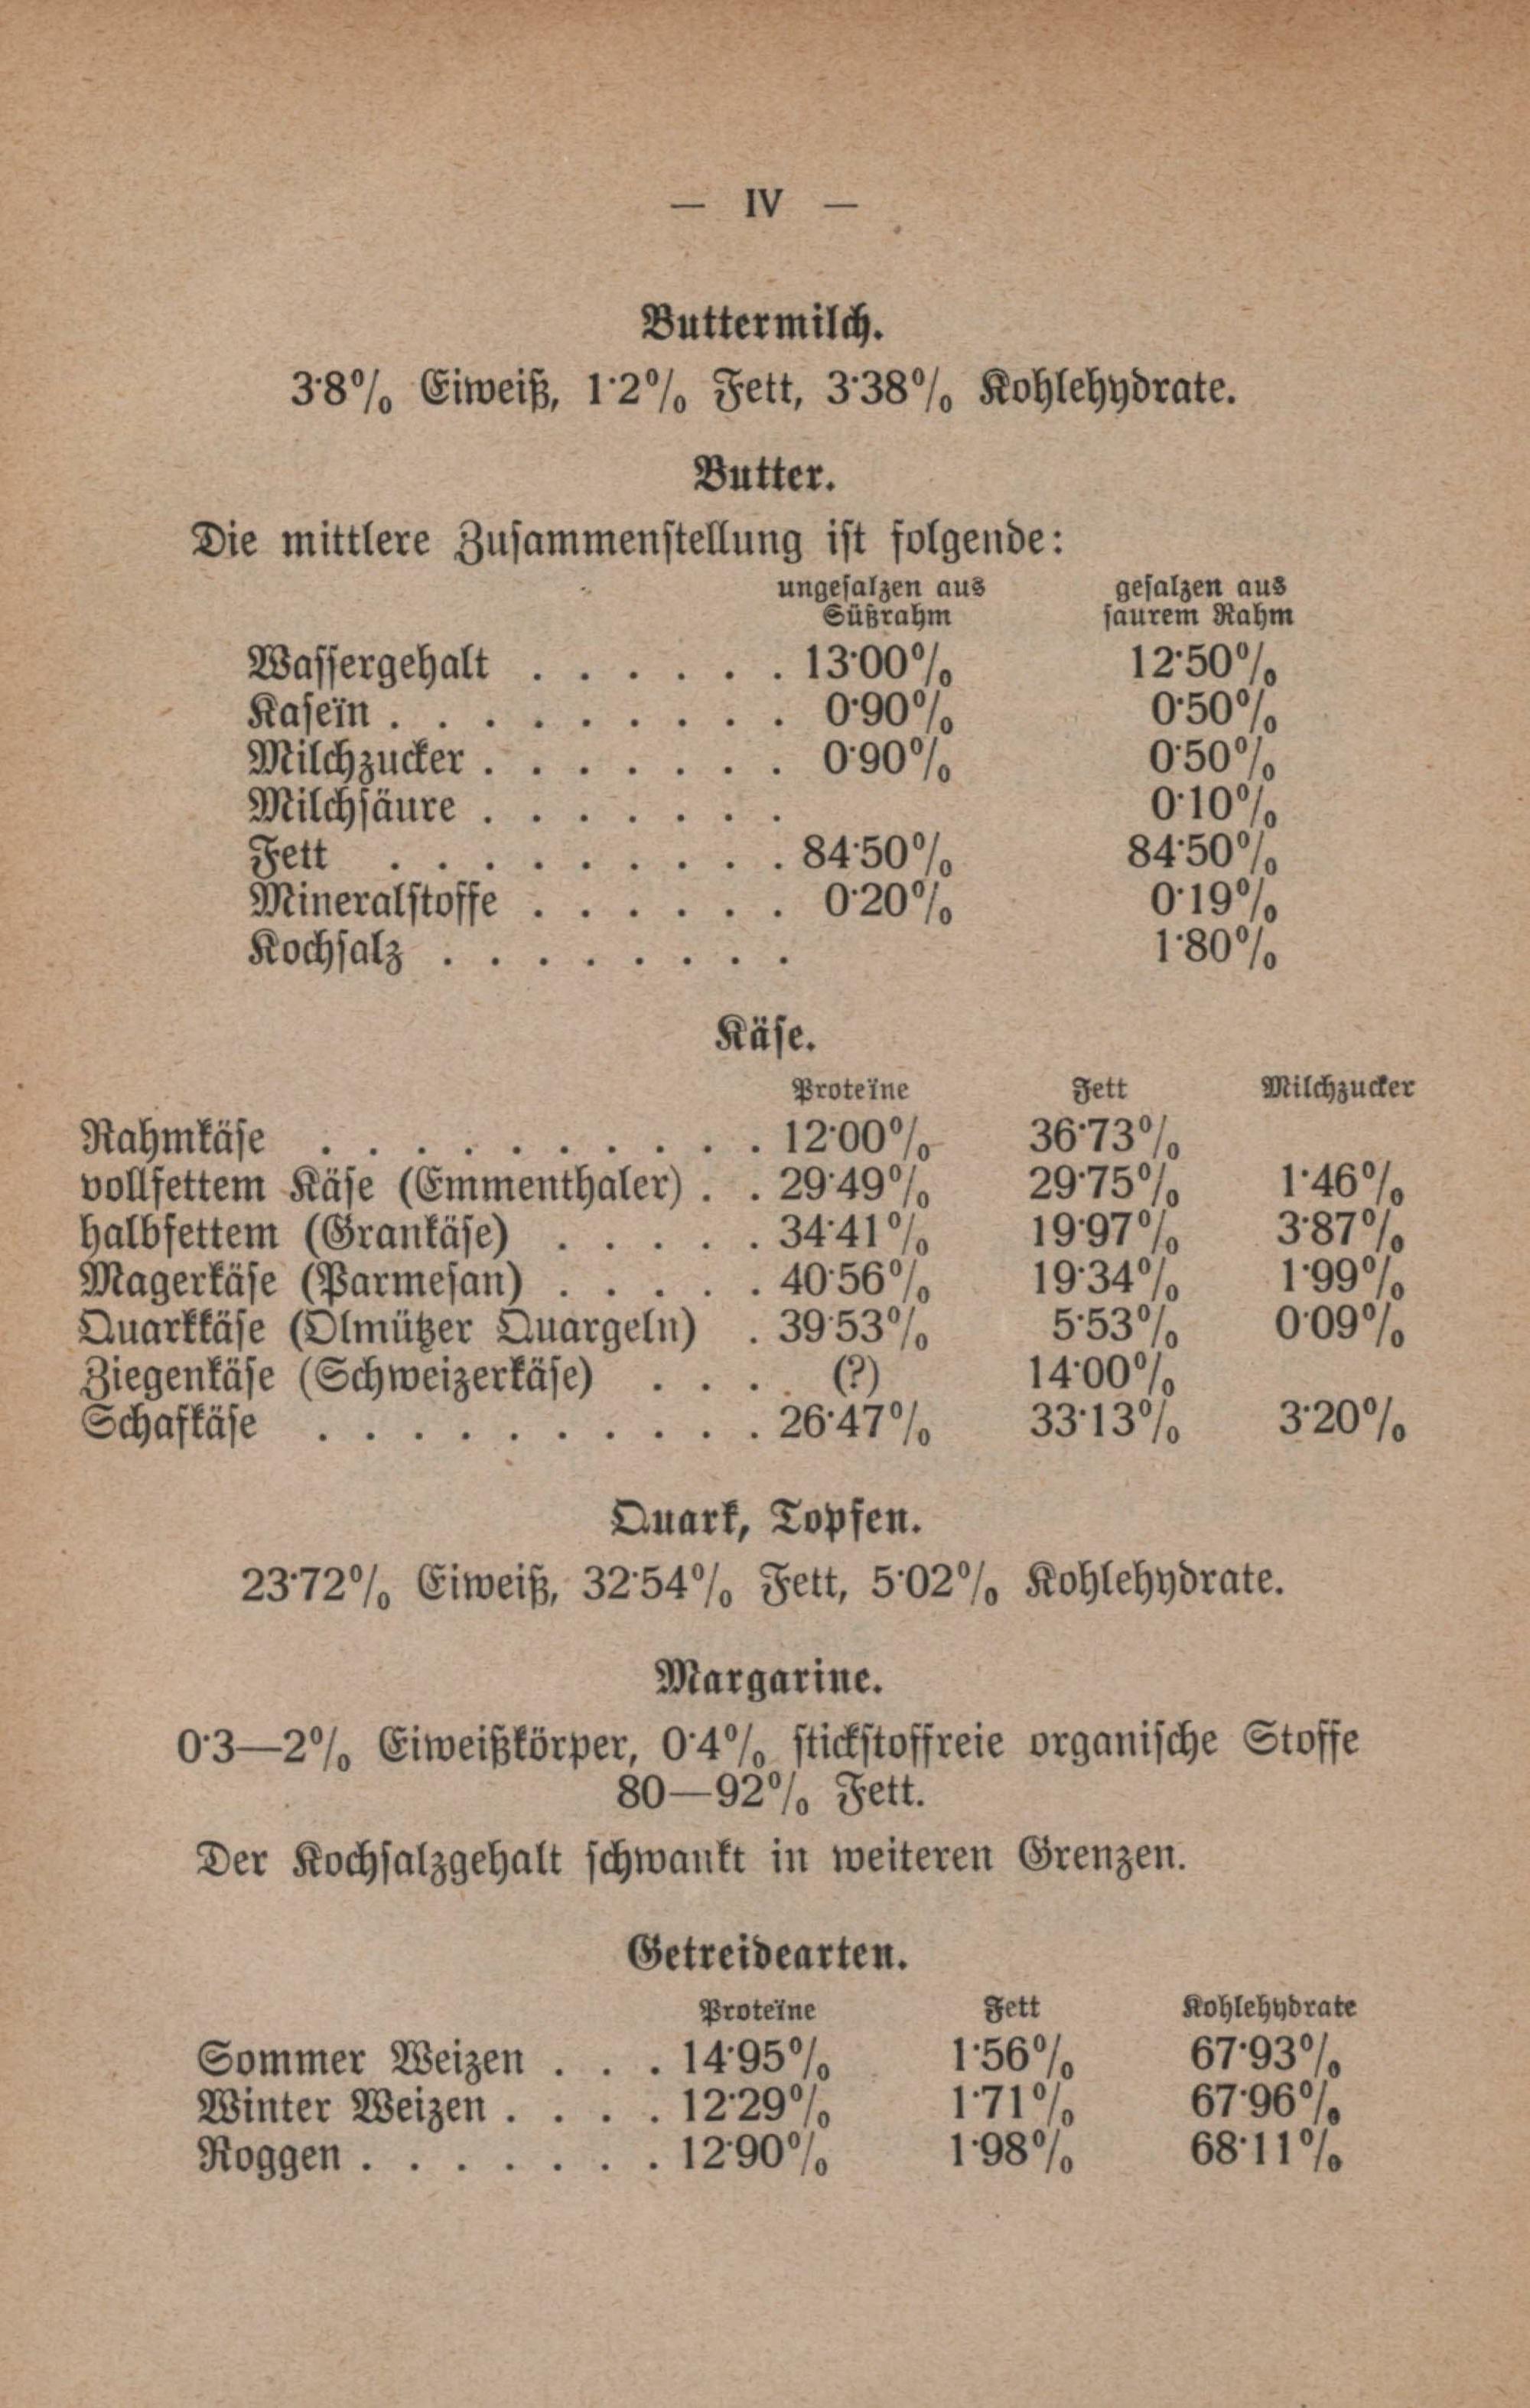 — IV —
Buttermilch.
3·8% Eiweiß, 1·2% Fett, 3·38% Kohlehydrate.
Butter.
Die mittlere Zusammenstellung ist folgende:
ungesalzen aus gesalzen aus
Süßrahm saurem Rahm
Wassergehalt . . . . . . 13·00% 12·50%
Kasein . . . . . . . . . 0·90% 0·50%
Milchzucker . . . . . . . 0·90% 0·50%
Milchsäure . . . . . . . 0·10%
Fett . . . . . . . . . 84·50% 84·50%
Mineralstoffe . . . . . . 0·20% 0·19%
Kochsalz . . . . . . . . 1·80%
Käse.
Proteïne Fett Milchzucker
Rahmkäse . . . . . . . . . . 12·00% 36·73%
vollfettem Käse (Emmenthaler) . . 29·49% 29·75% 1·46%
halbfettem (Grankäse) . . . . . 34·41% 19·97% 3·87%
Magerkäse (Parmesan) . . . . . 40·56% 19·34% 1·99%
Quarkkäse (Olmützer Quargeln) . 39·53% 5·53% 0·09%
Ziegenkäse (Schweizerkäse) . . . . (?) 14·00%
Schafkäse . . . . . . . . . . 26·47% 33·13% 3·20%
Quark, Topfen.
23·72% Eiweiß, 32·54% Fett, 5·02% Kohlehydrate.
Margarine.
0·3—2% Eiweißkörper, 0·4% stickstoffreie organische Stoffe
80—92% Fett.
Der Kochsalzgehalt schwankt in weiteren Grenzen.
Getreidearten.
Proteïne Fett Kohlehydrate
Sommer Weizen . . . 14·95% 1·56% 67·93%
Winter Weizen . . . . 12·29% 1·71% 67·96%
Roggen . . . . . . . 12·90% 1·98% 68·11%